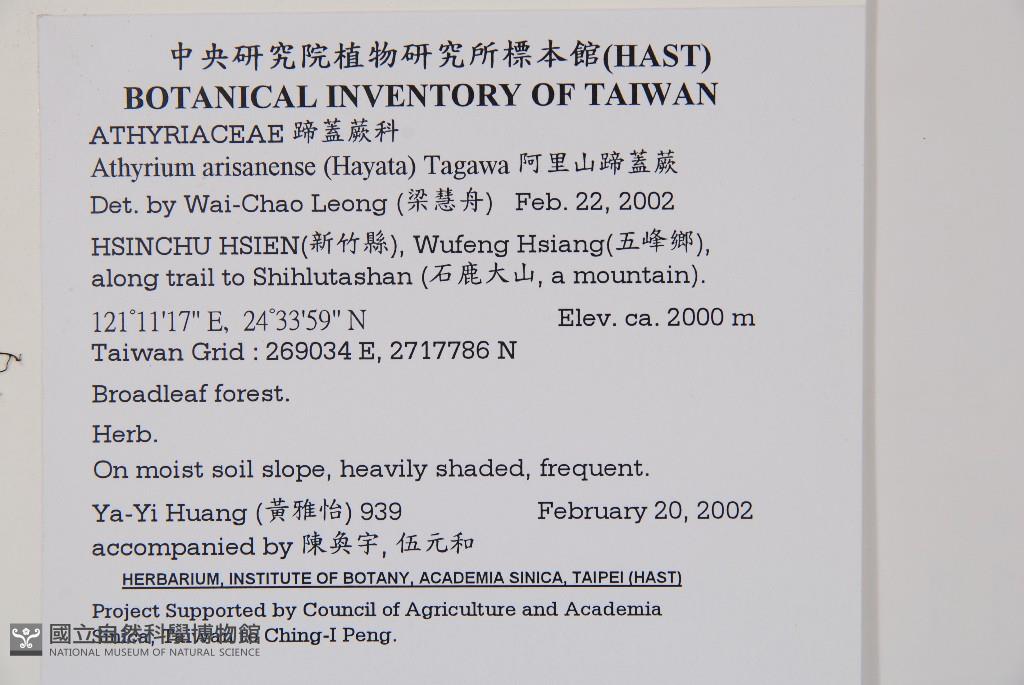 中央研究院植物研究所標本館(HAST)
BOTANICAL INVENTORY OF TAIWAN
ATHYRIACEAE 蹄蓋蕨科
Athyrium arisanense (Hayata) Tagawa 阿里山蹄蓋蕨
Det. by Wai-Chao Leong (梁慧舟) Feb. 22, 2002
HSINCHU HSIEN(新竹縣), Wufeng Hsiang(五峰鄉),
along trail to Shihlutashan (石鹿大山, a mountain).
121°11'17" E, 24°33'59" N Elev. ca. 2000 m
Taiwan Grid : 269034 E, 2717786 N
Broadleaf forest.
Herb.
On moist soil slope, heavily shaded, frequent.
Ya-Yi Huang (黃雅怡) 939 February 20, 2002
accompanied by 陳奐宇, 伍元和
HERBARIUM, INSTITUTE OF BOTANY, ACADEMIA SINICA, TAIPEI (HAST)
Project Supported by Council of Agriculture and Academia
Sinica, Taiwan to Ching-I Peng.
國立自然科學博物館
NATIONAL MUSEUM OF NATURAL SCIENCE